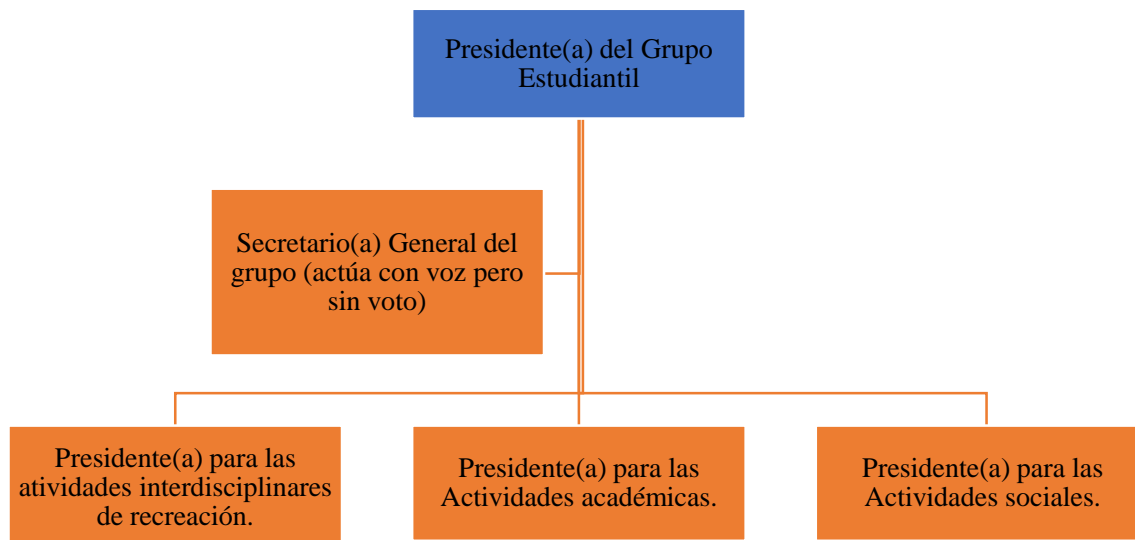 Presidente(a) del Grupo
Estudiantil
Secretario(a) General del
grupo (actúa con voz pero
sin voto)
Presidente(a) para las
atividades interdisciplinares
de recreación.
Presidente(a) para las
Actividades académicas.
Presidente(a) para las
Actividades sociales.